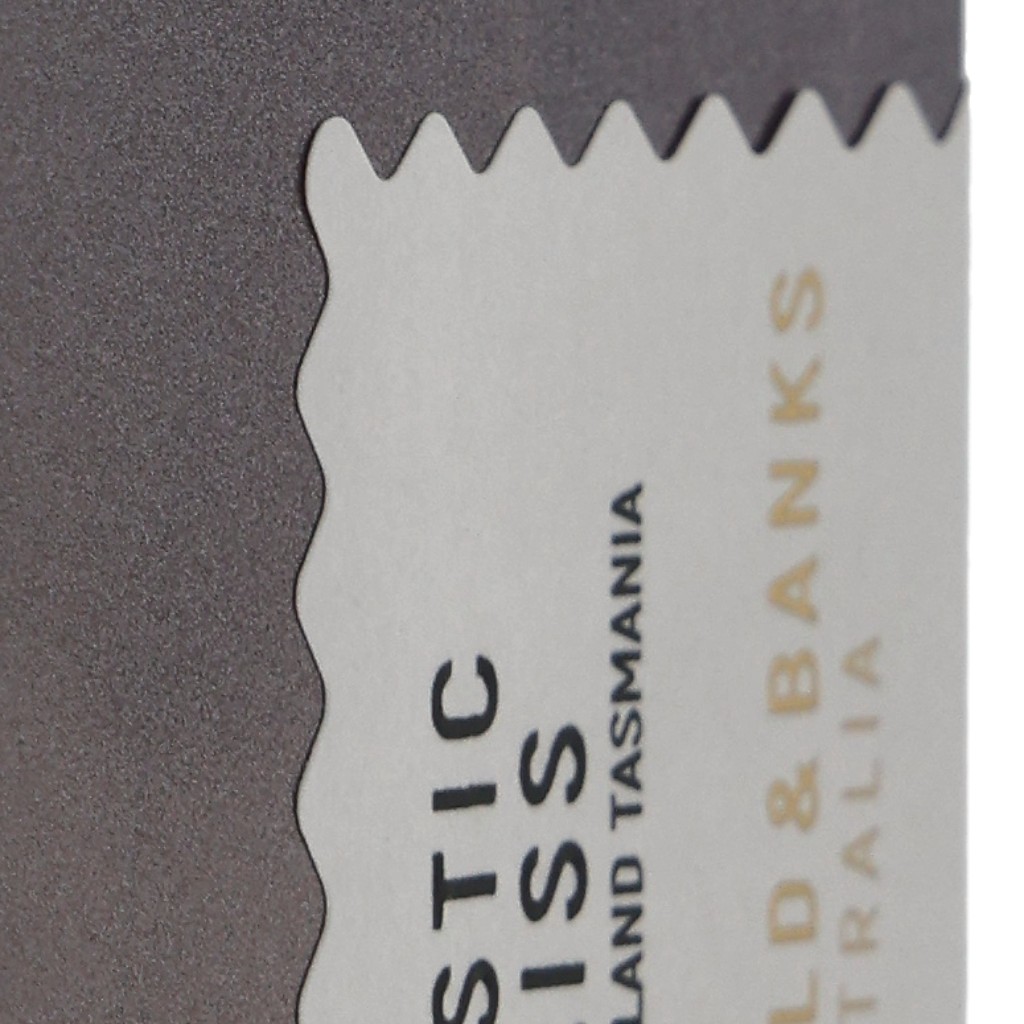 STIC
ISS
LAND TASMANIA
LD & BANKS
TRALIA